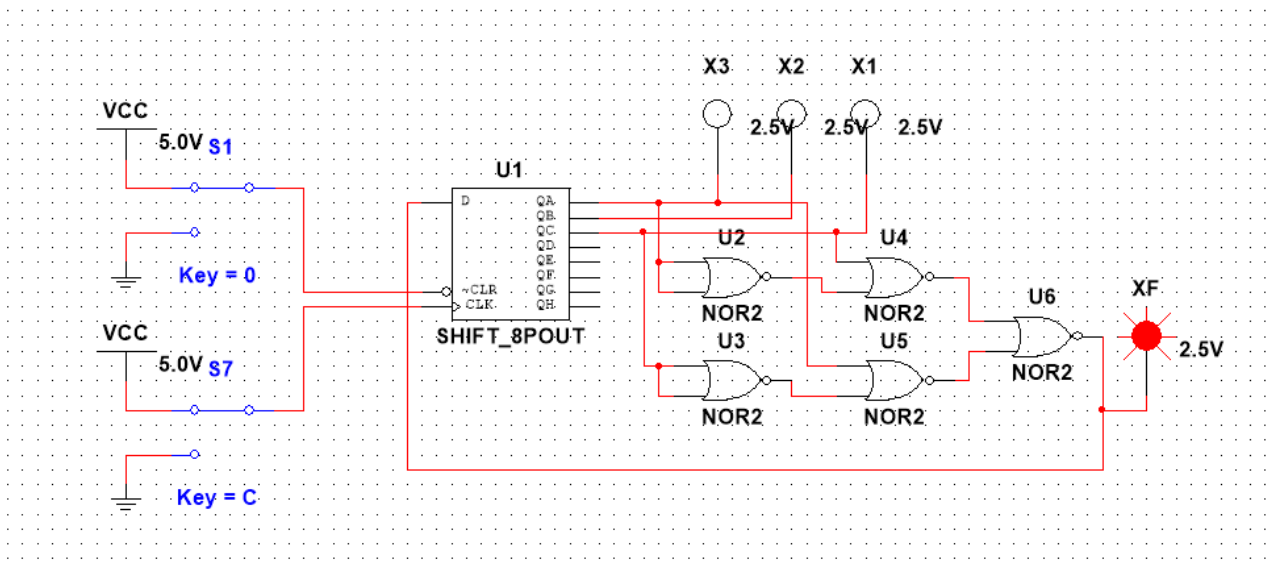 X3 X2 X1
VCC
5.0V S1
2.5V 2.5V 2.5V
U1
D QA
QB
QC
QD
QE
QF
~CLR QG
CLK QH
SHIFT_8POUT
Key = 0
U2 U4
NOR2 NOR2
U6 XF
VCC
5.0V S7
U3 U5
2.5V
NOR2
NOR2 NOR2
Key = C